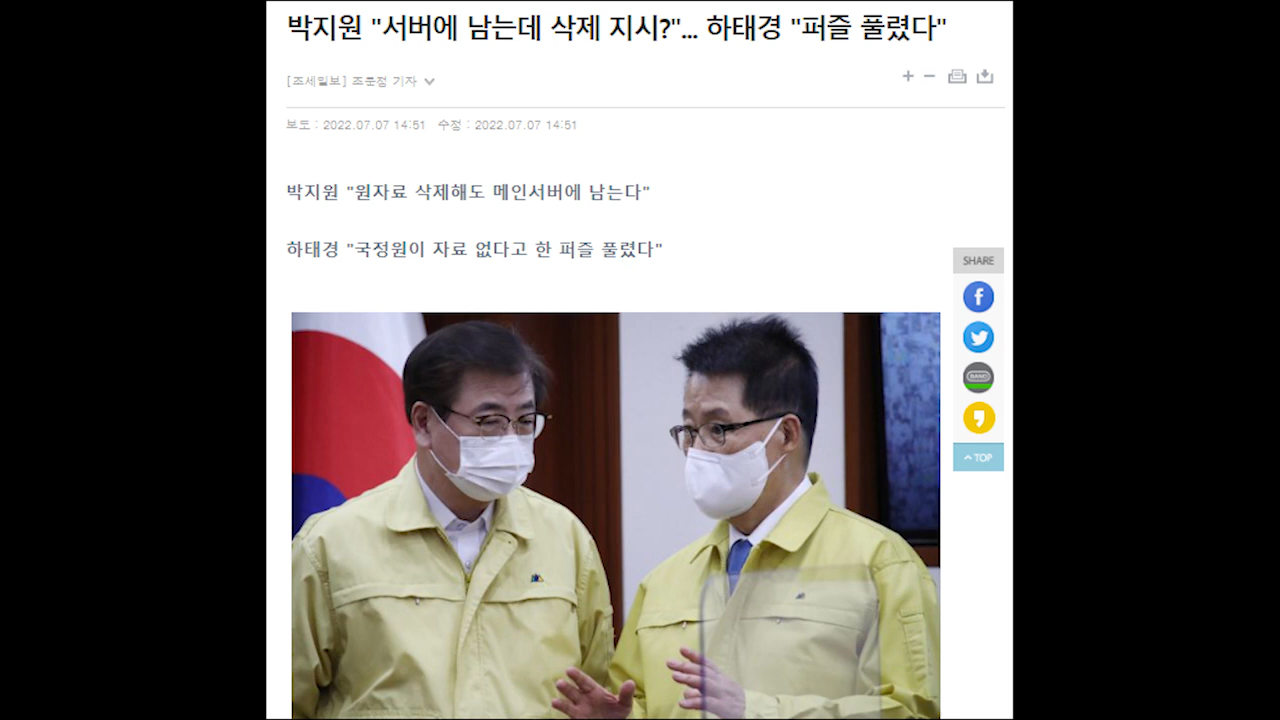 박지원 "서버에 남는데 삭제 지시?"... 하태경 "퍼즐 풀렸다"
[조세일보] 조문정 기자
보도 : 2022.07.07 14:51 수정 : 2022.07.07 14:51
박지원 "원자료 삭제해도 메인서버에 남는다"
하태경 "국정원이 자료 없다고 한 퍼즐 풀렸다"
SHARE
BAND
TOP